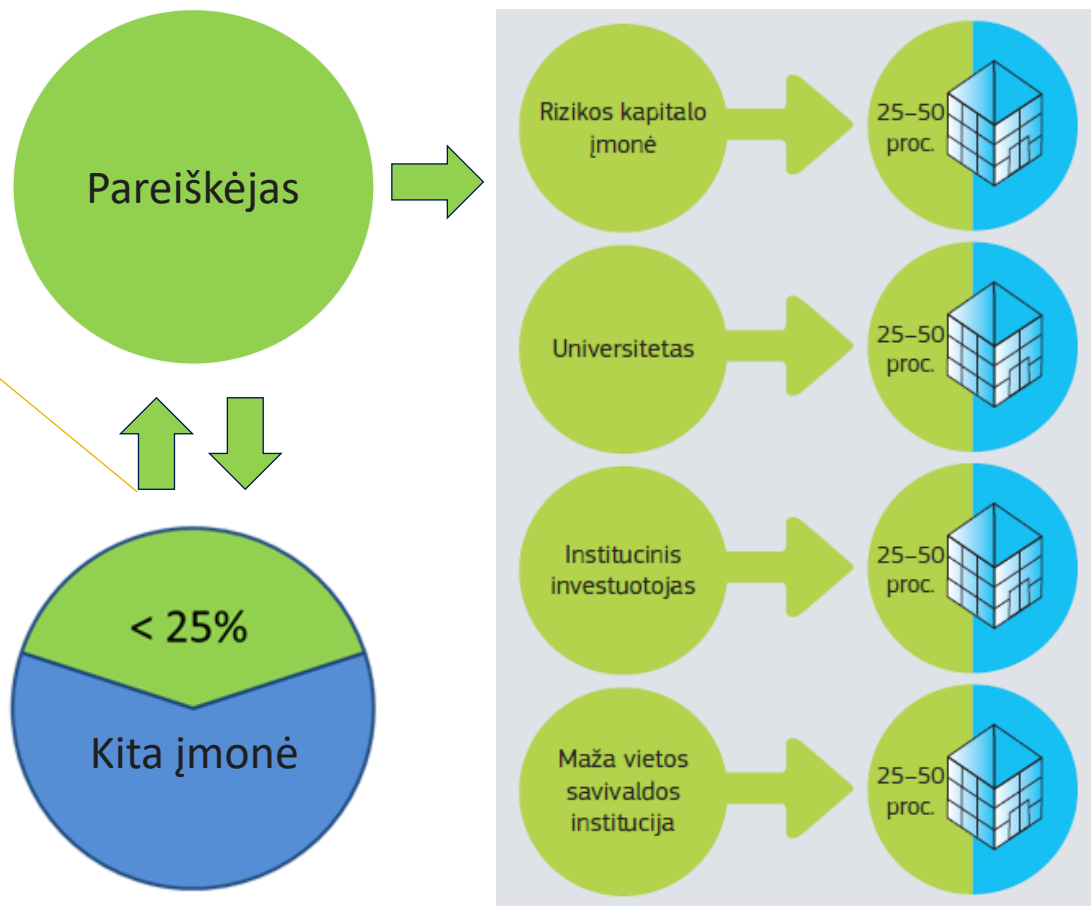 Pareiškėjas
< 25%
Kita įmonė
Rizikos kapitalo
įmonė
25–50
proc.
Universitetas
25–50
proc.
Institucinis
investuotojas
25–50
proc.
Maža vietos
savivaldos
institucija
25–50
proc.